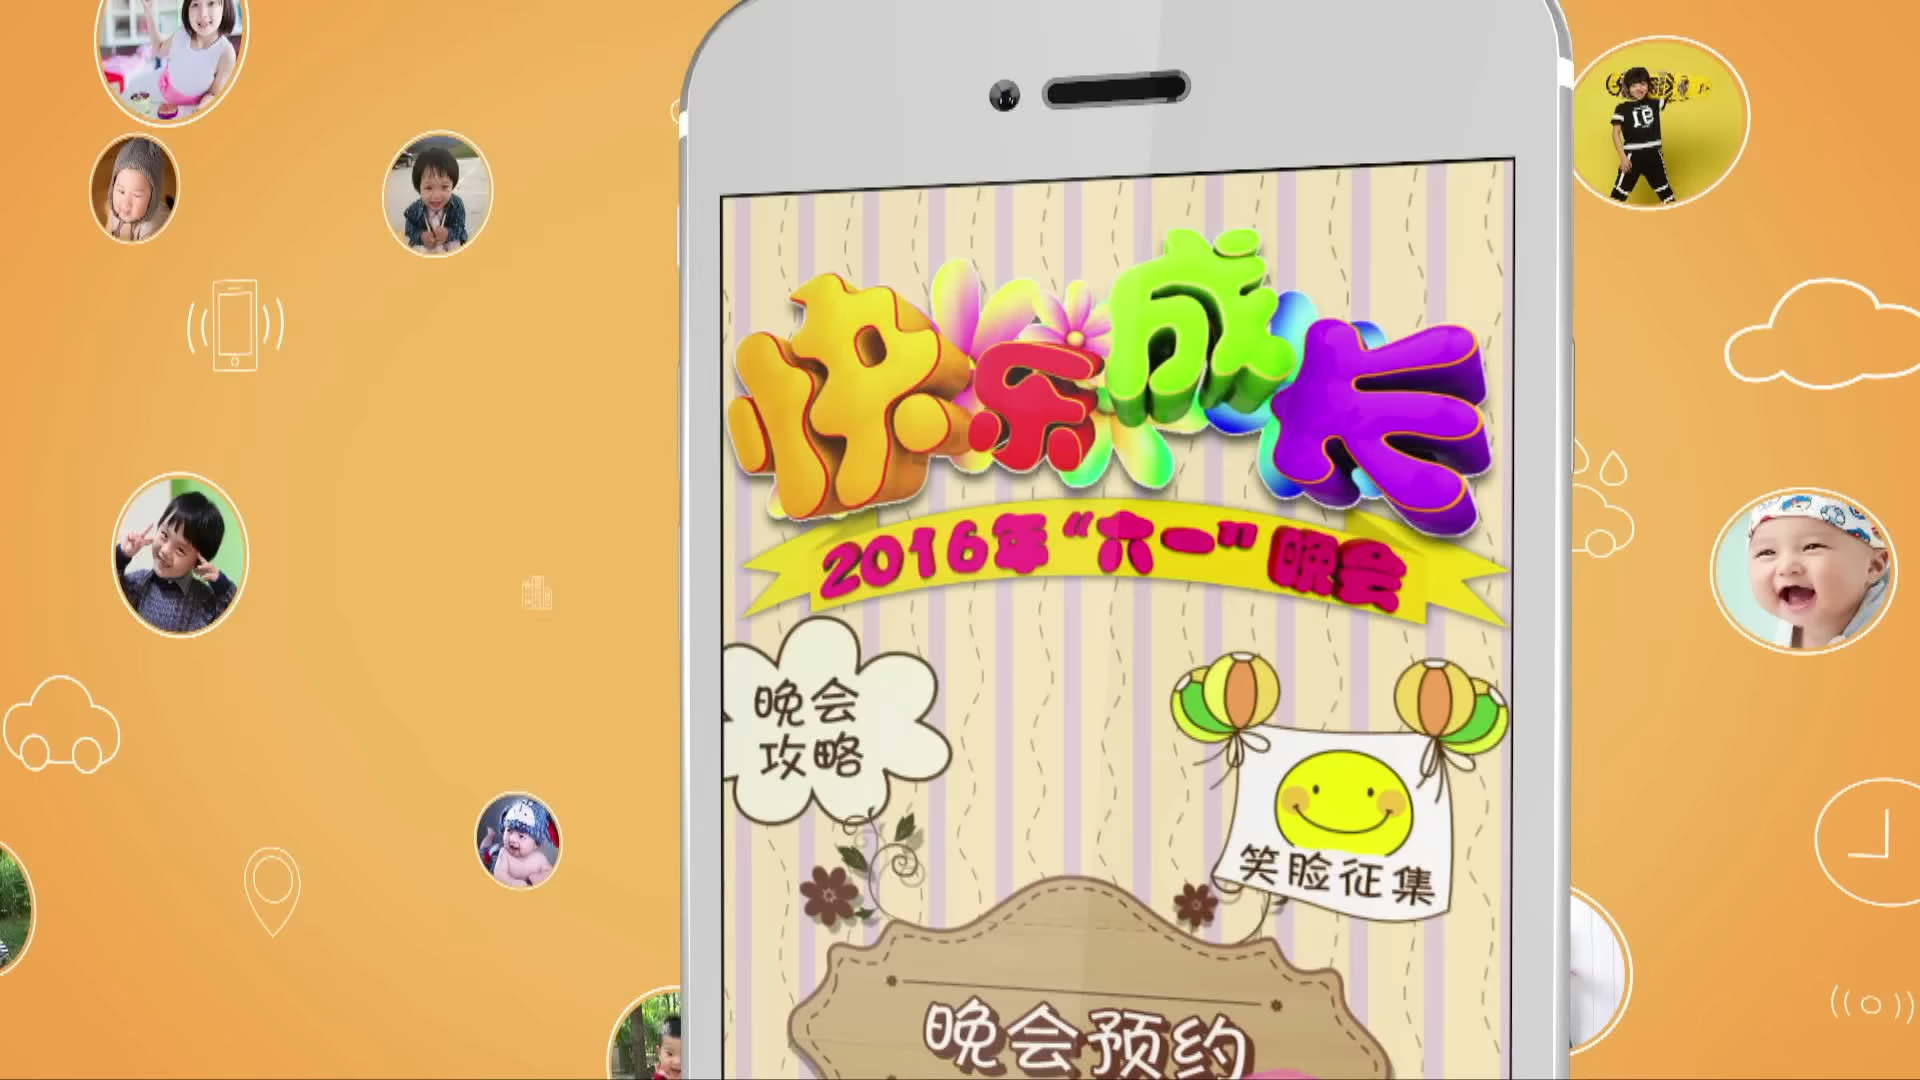 快乐成长
2016年“六一”晚会
晚会
攻略
笑脸征集
晚会预约